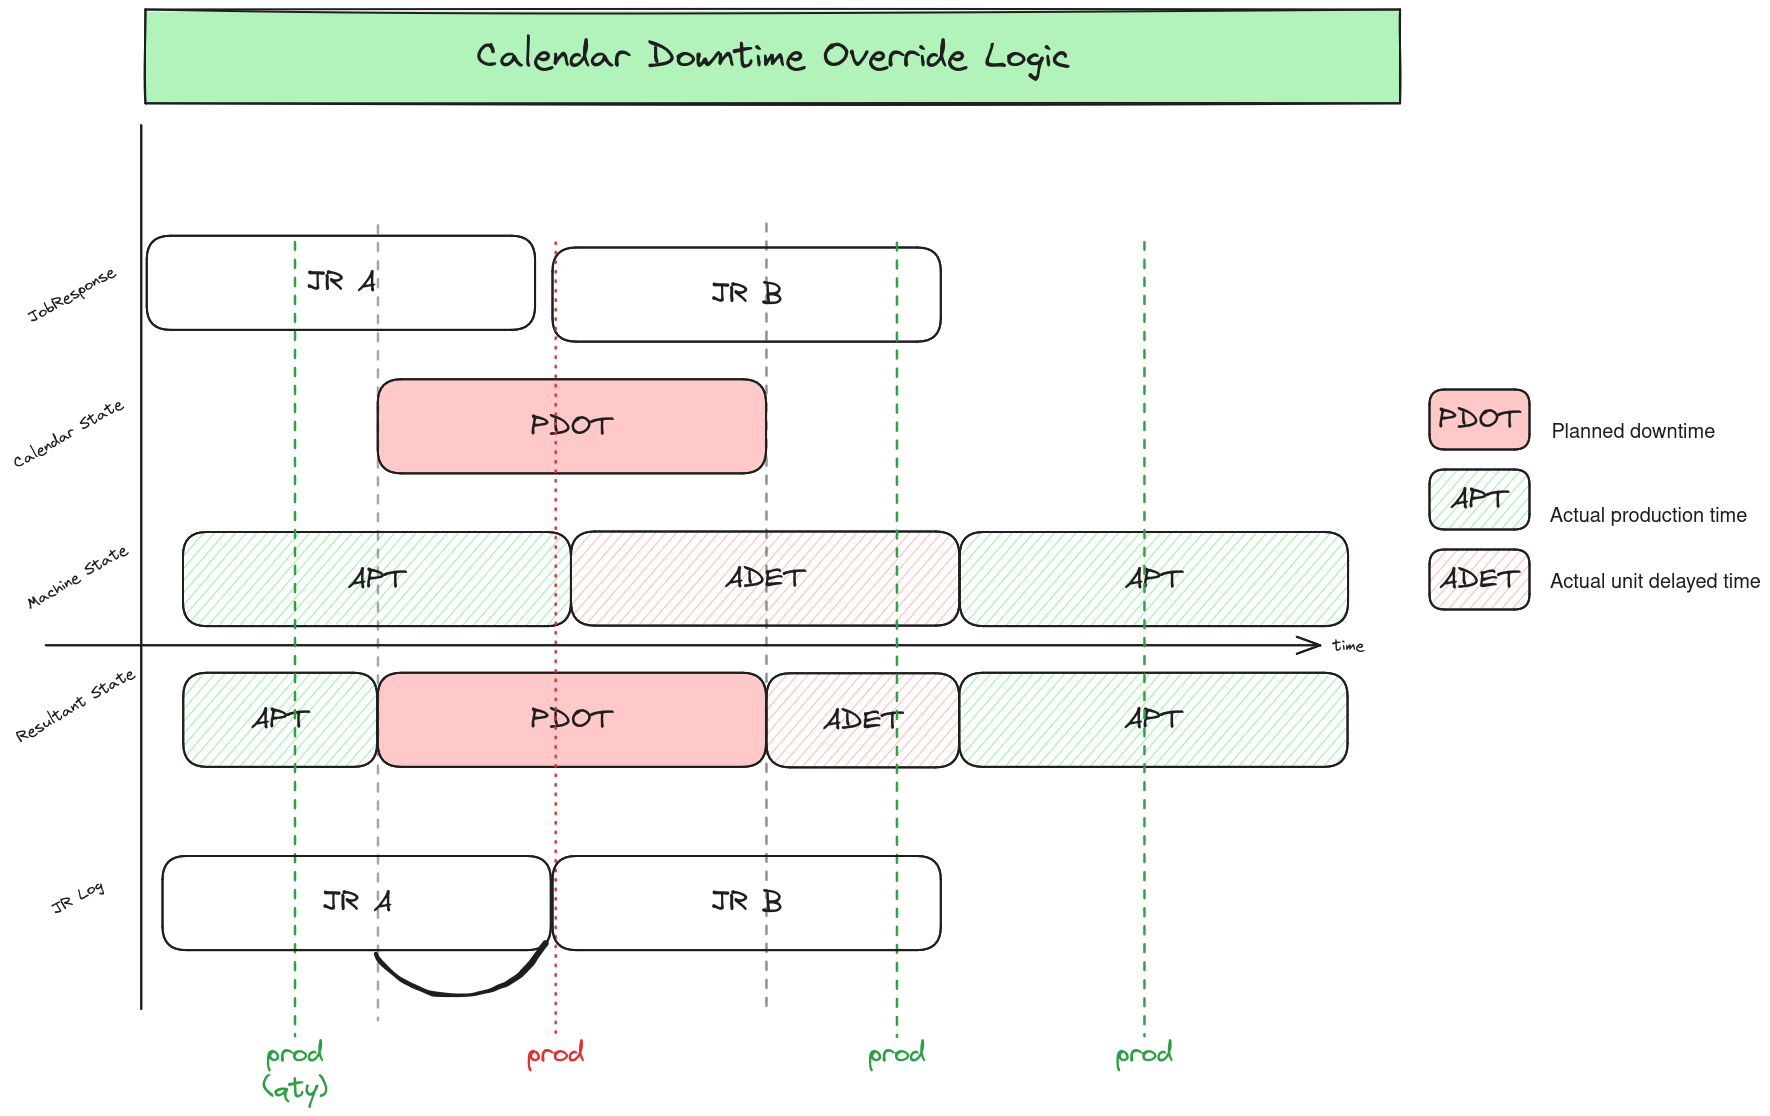 Calendar Downtime Override Logic
JobResponse
JR A
JR B
Calendar State
PDOT
Machine State
APT
ADET
APT
time
Resultant State
APT
PDOT
ADET
APT
JR Log
JR A
JR B
prod
(qty)
prod
prod
prod
PDOT
Planned downtime
APT
Actual production time
ADET
Actual unit delayed time